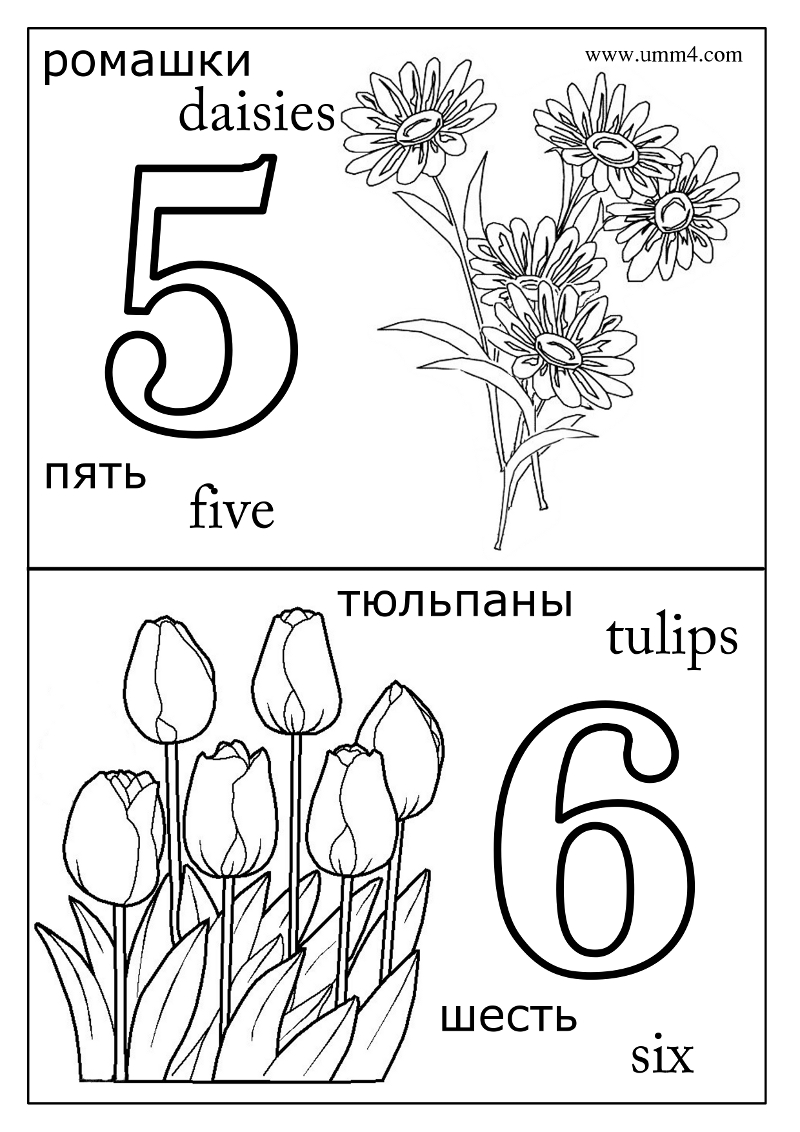 ромашки
www.umm4.com
daisies
5
пять
five
тюльпаны
tulips
6
шесть
six